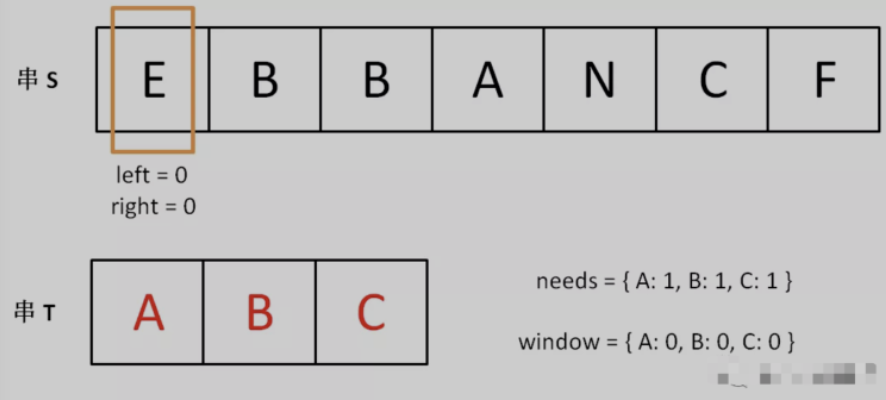 串 S
E B B A N C F
left = 0
right = 0
串 T
A B C
needs = { A: 1, B: 1, C: 1 }
window = { A: 0, B: 0, C: 0 }